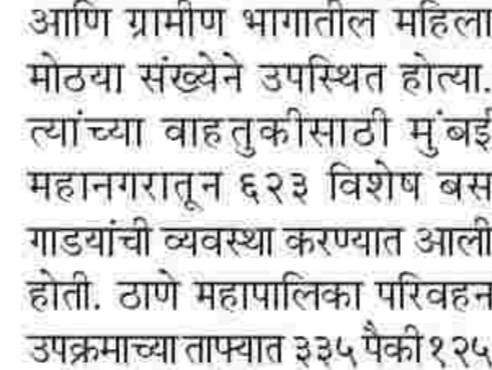 आणि ग्रामीण भागातील महिला
मोठया संख्येने उपस्थित होत्या.
त्यांच्या वाहतुकीसाठी मुंबई
महानगरातून ६२३ विशेष बस
गाडयांची व्यवस्था करण्यात आली
होती. ठाणे महापालिका परिवहन
उपक्रमाच्या ताफ्यात ३३५ पैकी १२५